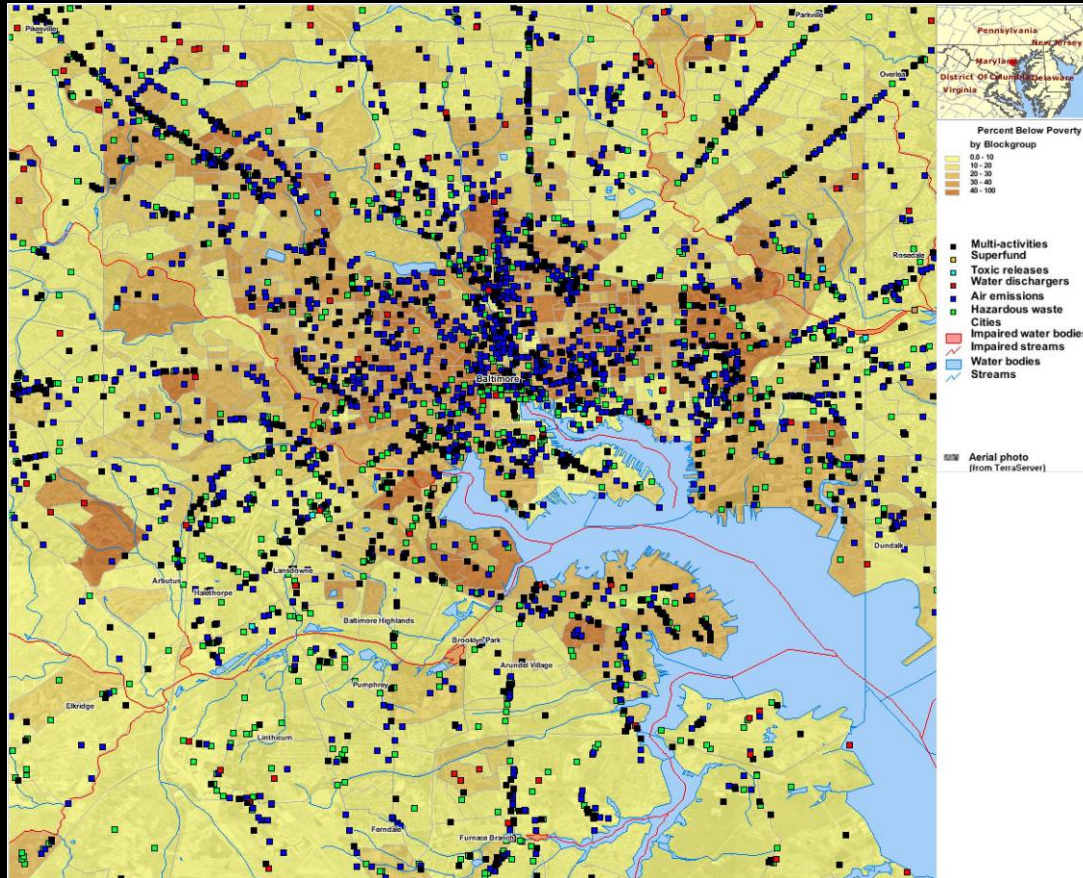 Pikesville
Parkville
Overlea
Rosedale
Baltimore
Dundalk
Lansdowne
Arbutus
Halethorpe
Baltimore Highlands
Brooklyn Park
Arundel Village
Pumphrey
Elkridge
Linthicum
Ferndale
Furnace Branch
Pennsylvania
New Jersey
Maryland
District Of Columbia
Delaware
Virginia
Percent Below Poverty
by Blockgroup
0.0 - 10
10 - 20
20 - 30
30 - 40
40 - 100
Multi-activities
Superfund
Toxic releases
Water dischargers
Air emissions
Hazardous waste
Cities
Impaired water bodies
Impaired streams
Water bodies
Streams
Aerial photo
(from TerraServer)